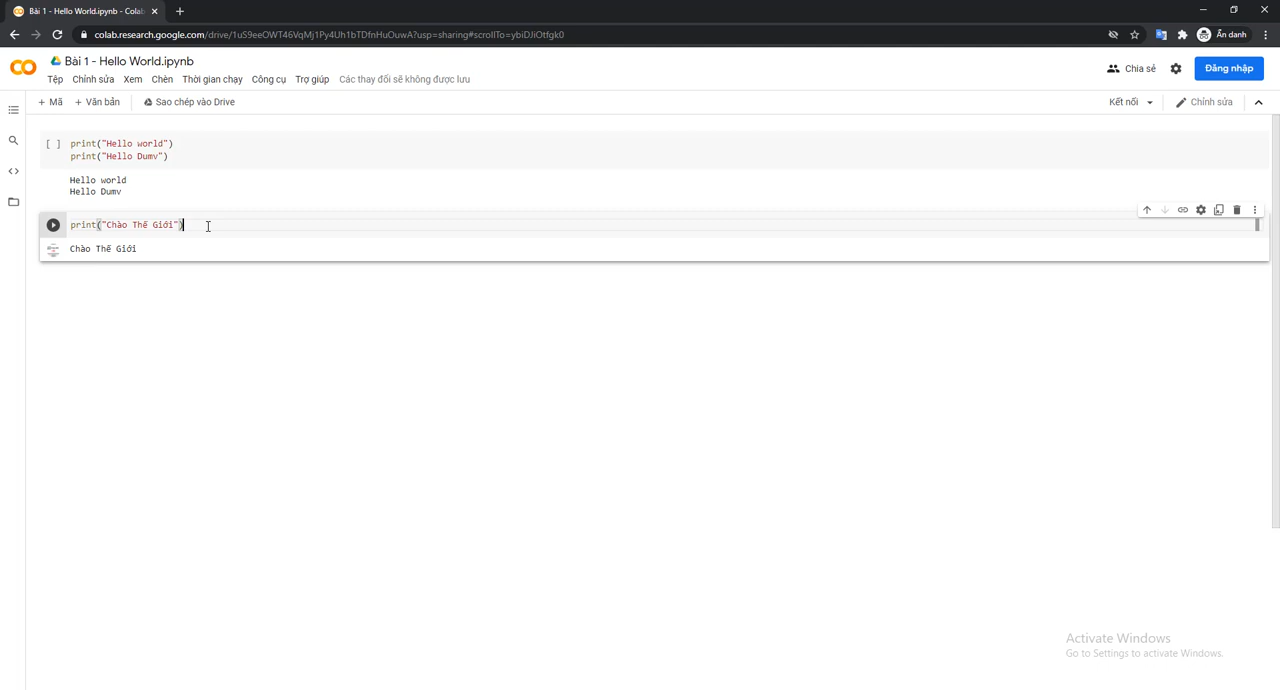 Bài 1 - Hello World.ipynb - Colab
colab.research.google.com/drive/1uS9eeOWT46VqMj1Py4Uh1bTDfnHuOuwA?usp=sharing#scrollTo=ybiDJiOtfgk0
Ẩn danh
Bài 1 - Hello World.ipynb
Tệp Chỉnh sửa Xem Chèn Thời gian chạy Công cụ Trợ giúp Các thay đổi sẽ không được lưu
Chia sẻ
Đăng nhập
+ Mã + Văn bản Sao chép vào Drive
Kết nối Chỉnh sửa
[ ] print("Hello world")
print("Hello Dumv")
Hello world
Hello Dumv
print("Chào Thế Giới")
Chào Thế Giới
Activate Windows
Go to Settings to activate Windows.